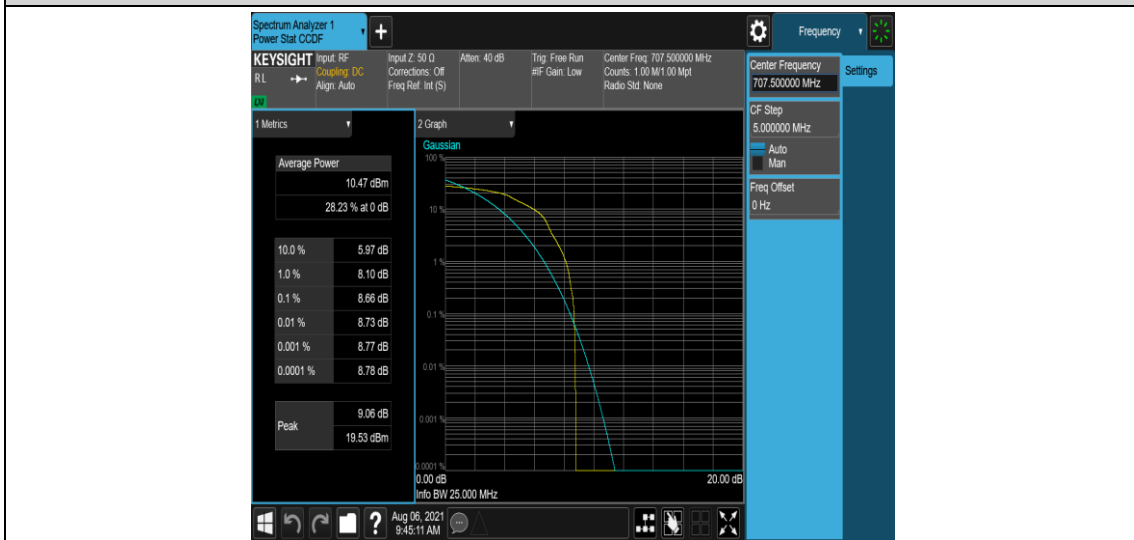 Spectrum Analyzer 1
Power Stat CCDF
+
Frequency
KEYSIGHT
RL
LXI
Input: RF
Coupling: DC
Align: Auto
Input Z: 50 Ω
Corrections: Off
Freq Ref: Int (S)
Atten: 40 dB
Trig: Free Run
#IF Gain: Low
Center Freq: 707.500000 MHz
Counts: 1.00 M/1.00 Mpt
Radio Std: None
Center Frequency
707.500000 MHz
Settings
CF Step
5.000000 MHz
Auto
Man
Freq Offset
0 Hz
1 Metrics
Average Power
10.47 dBm
28.23 % at 0 dB
10.0 % 5.97 dB
1.0 % 8.10 dB
0.1 % 8.66 dB
0.01 % 8.73 dB
0.001 % 8.77 dB
0.0001 % 8.78 dB
Peak
9.06 dB
19.53 dBm
2 Graph
Gaussian
100 %
10 %
1 %
0.1 %
0.01 %
0.001 %
0.0001 %
0.00 dB 20.00 dB
Info BW 25.000 MHz
?
Aug 06, 2021
9:45:11 AM